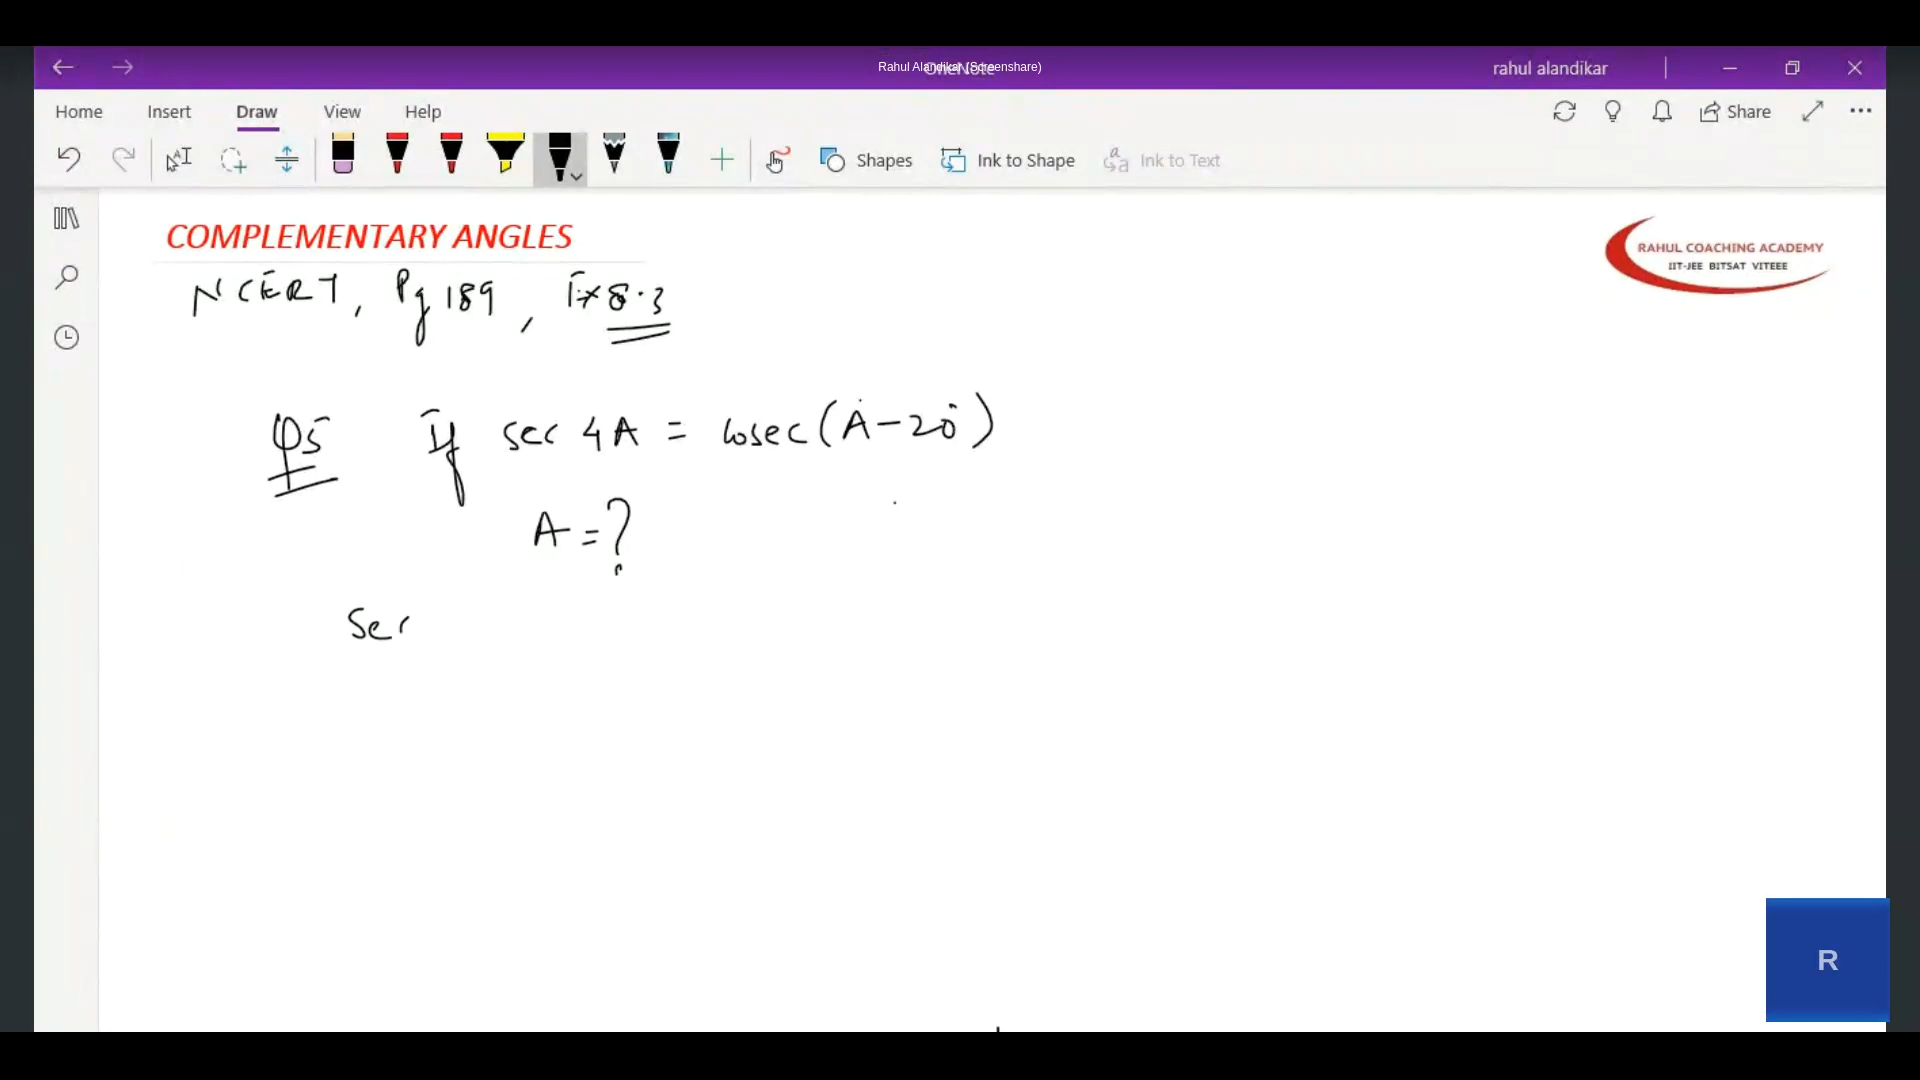 Rahul Alandikar (Screenshare)
rahul alandikar
Home Insert Draw View Help
Share
Shapes Ink to Shape Ink to Text
COMPLEMENTARY ANGLES
RAHUL COACHING ACADEMY
IIT-JEE BITSAT VITEEE
NCERT, Pg 189, Ex 8.3
Q5 If sec 4A = cosec(A-20°)
A=?
Sec
R